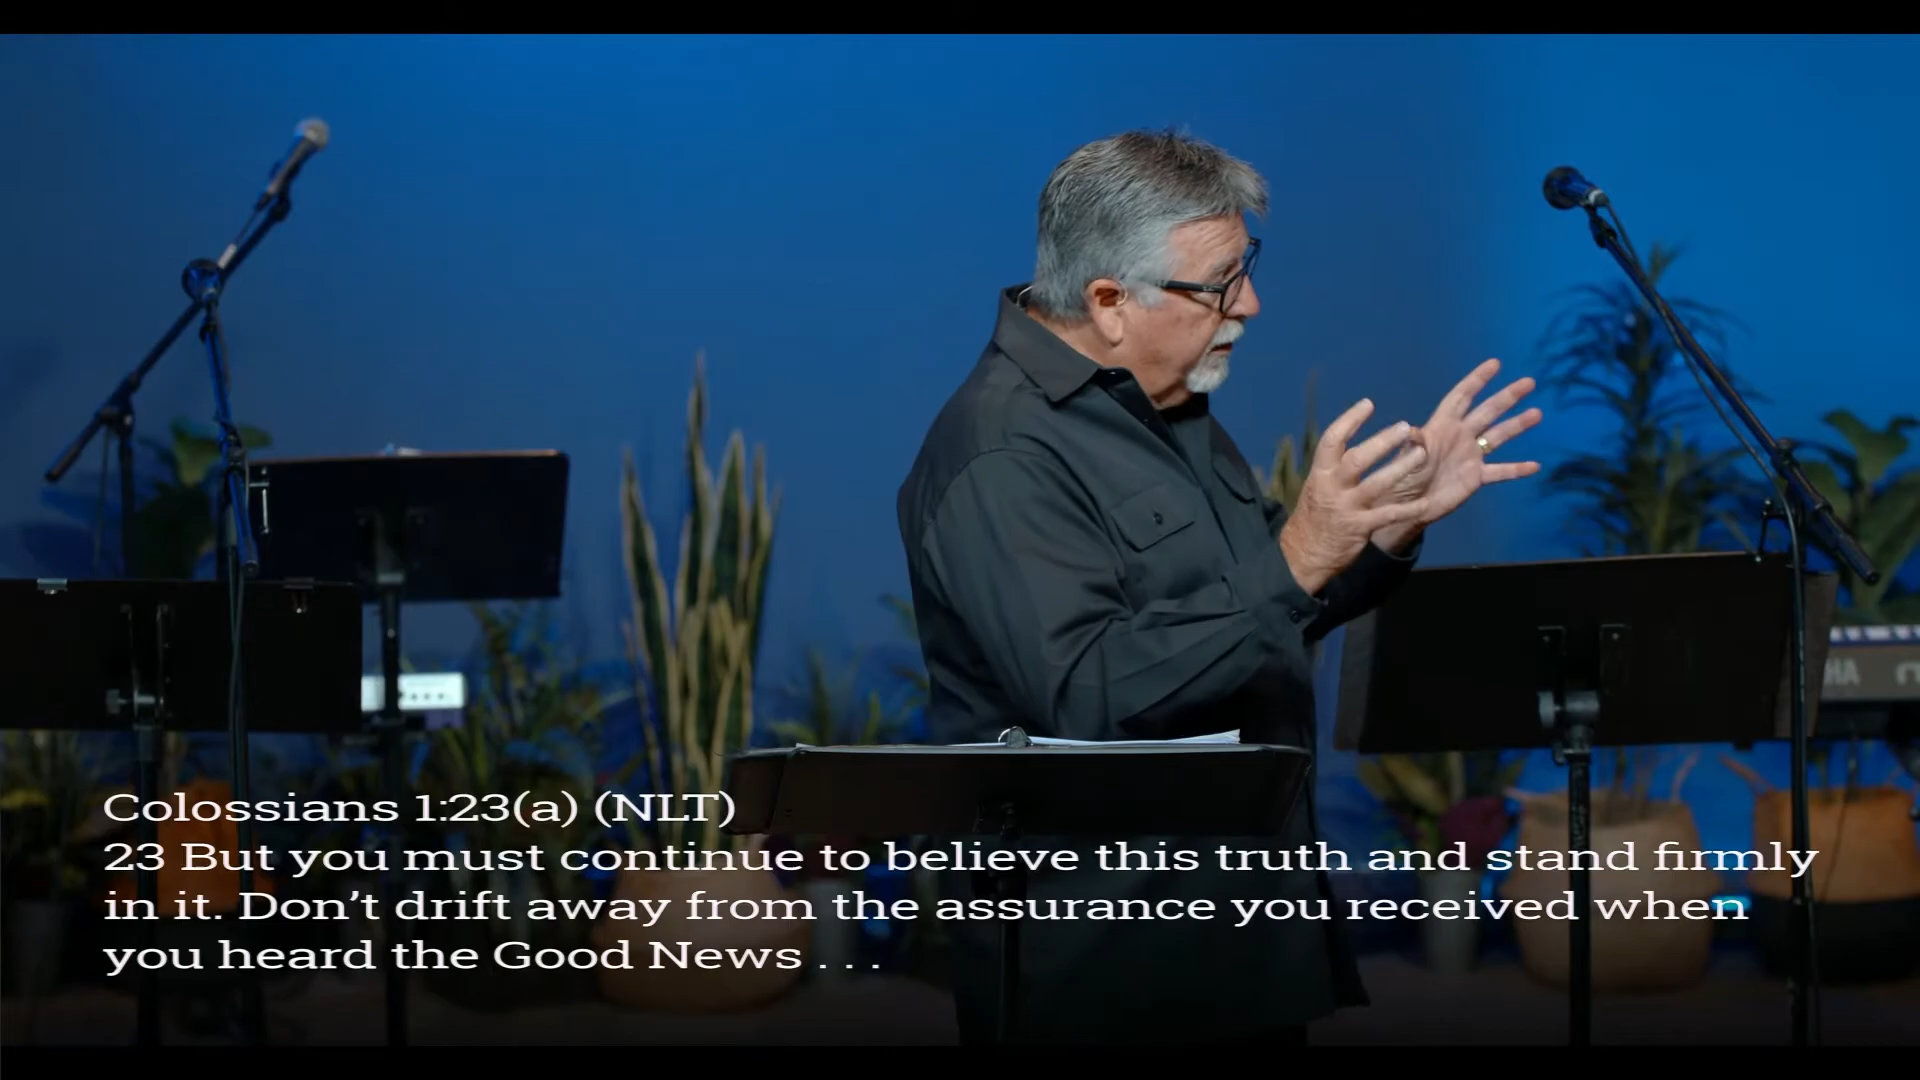 Colossians 1:23(a) (NLT)
23 But you must continue to believe this truth and stand firmly
in it. Don’t drift away from the assurance you received when
you heard the Good News . . .